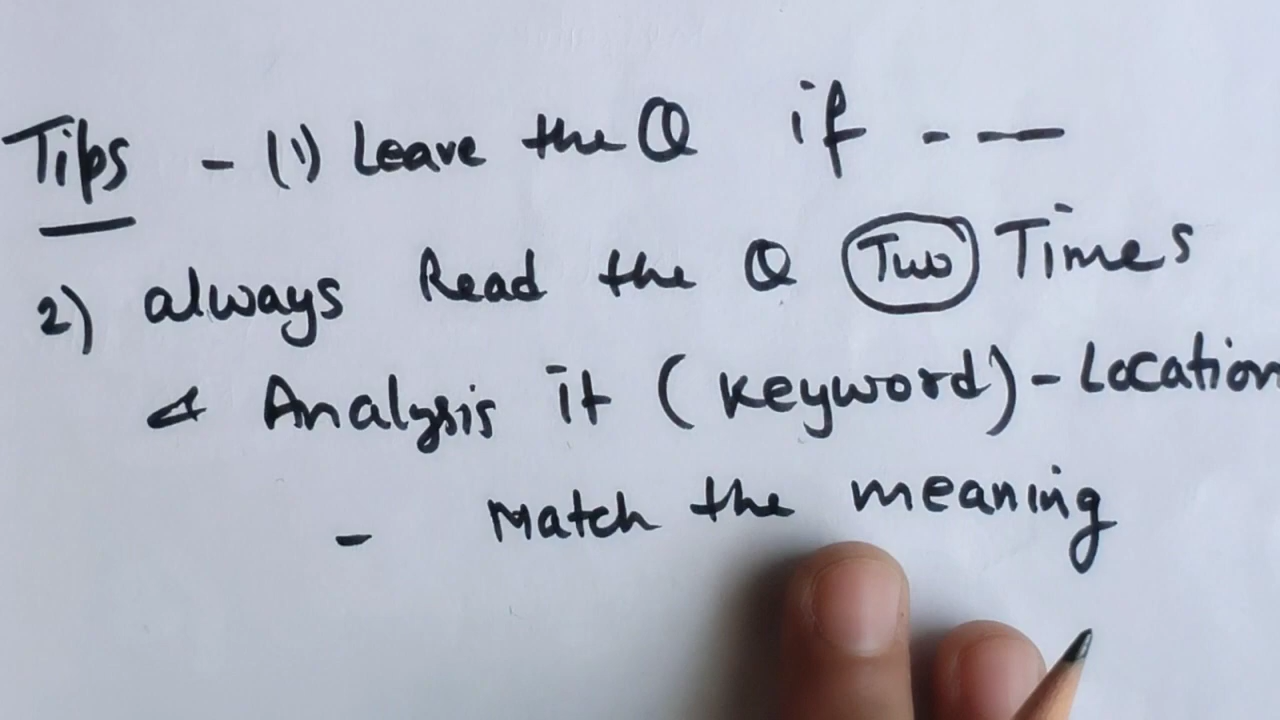 Tips - (1) Leave the Q if - —
2) always Read the Q Two Times
& Analysis it (keyword) - Location
- Match the meaning